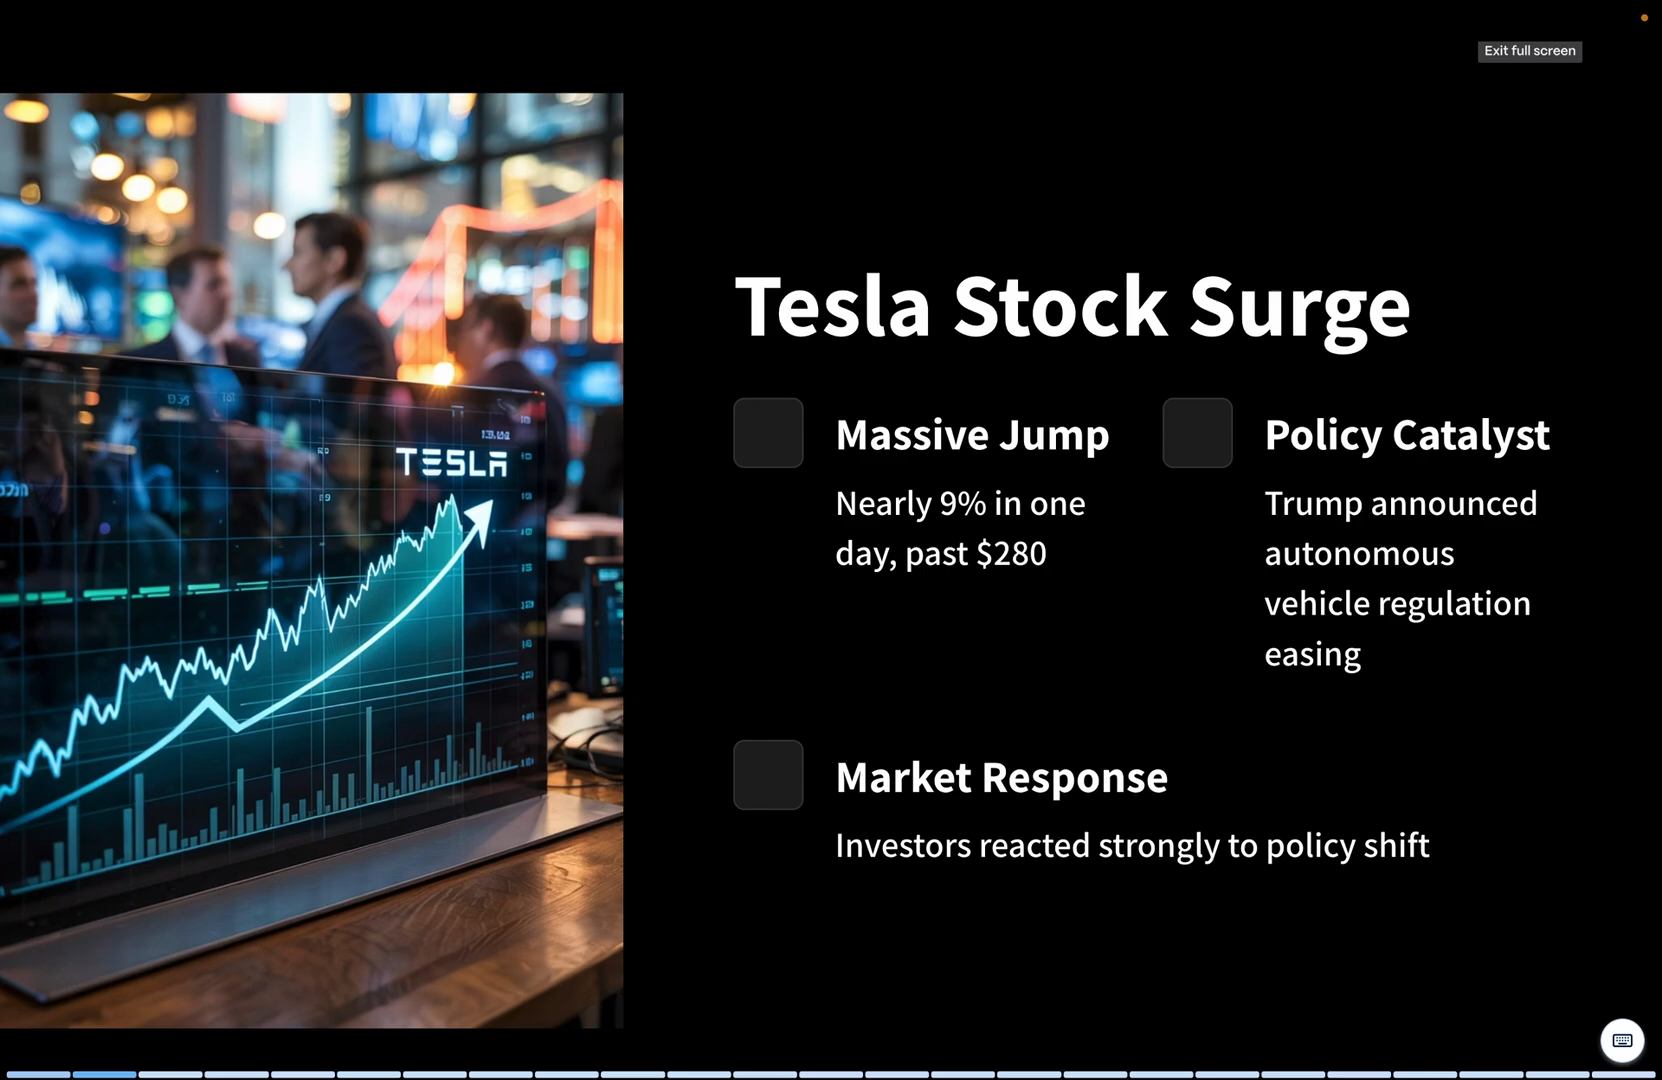 Exit full screen
TESLA
Tesla Stock Surge
Massive Jump
Nearly 9% in one
day, past $280
Policy Catalyst
Trump announced
autonomous
vehicle regulation
easing
Market Response
Investors reacted strongly to policy shift